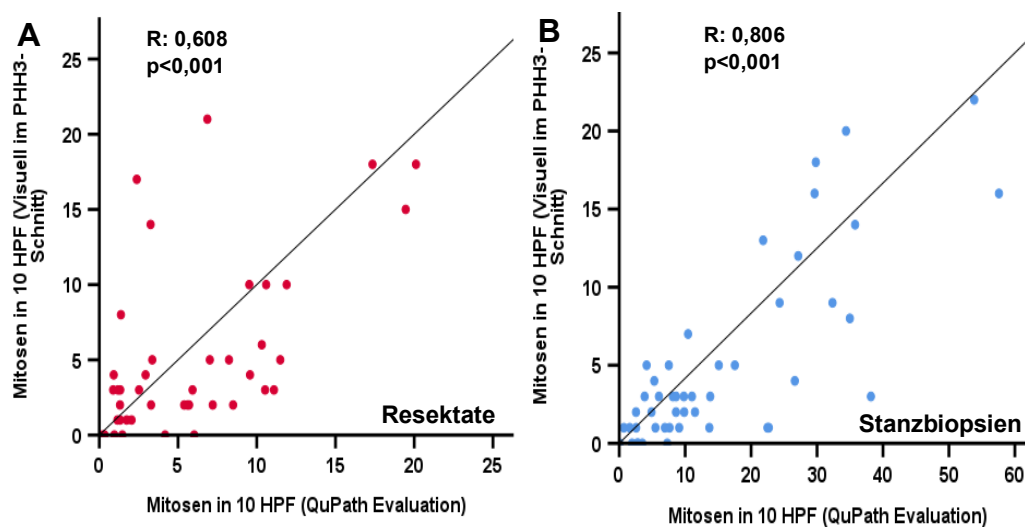 A
R: 0,608
p<0,001
Mitosen in 10 HPF (Visuell im PHH3-
Schnitt)
25
20
15
10
5
0
0
5
10
15
20
25
Resektate
Mitosen in 10 HPF (QuPath Evaluation)
B
R: 0,806
p<0,001
Mitosen in 10 HPF (Visuell im PHH3-
Schnitt)
25
20
15
10
5
0
0
10
20
30
40
50
60
Stanzbiopsien
Mitosen in 10 HPF (QuPath Evaluation)